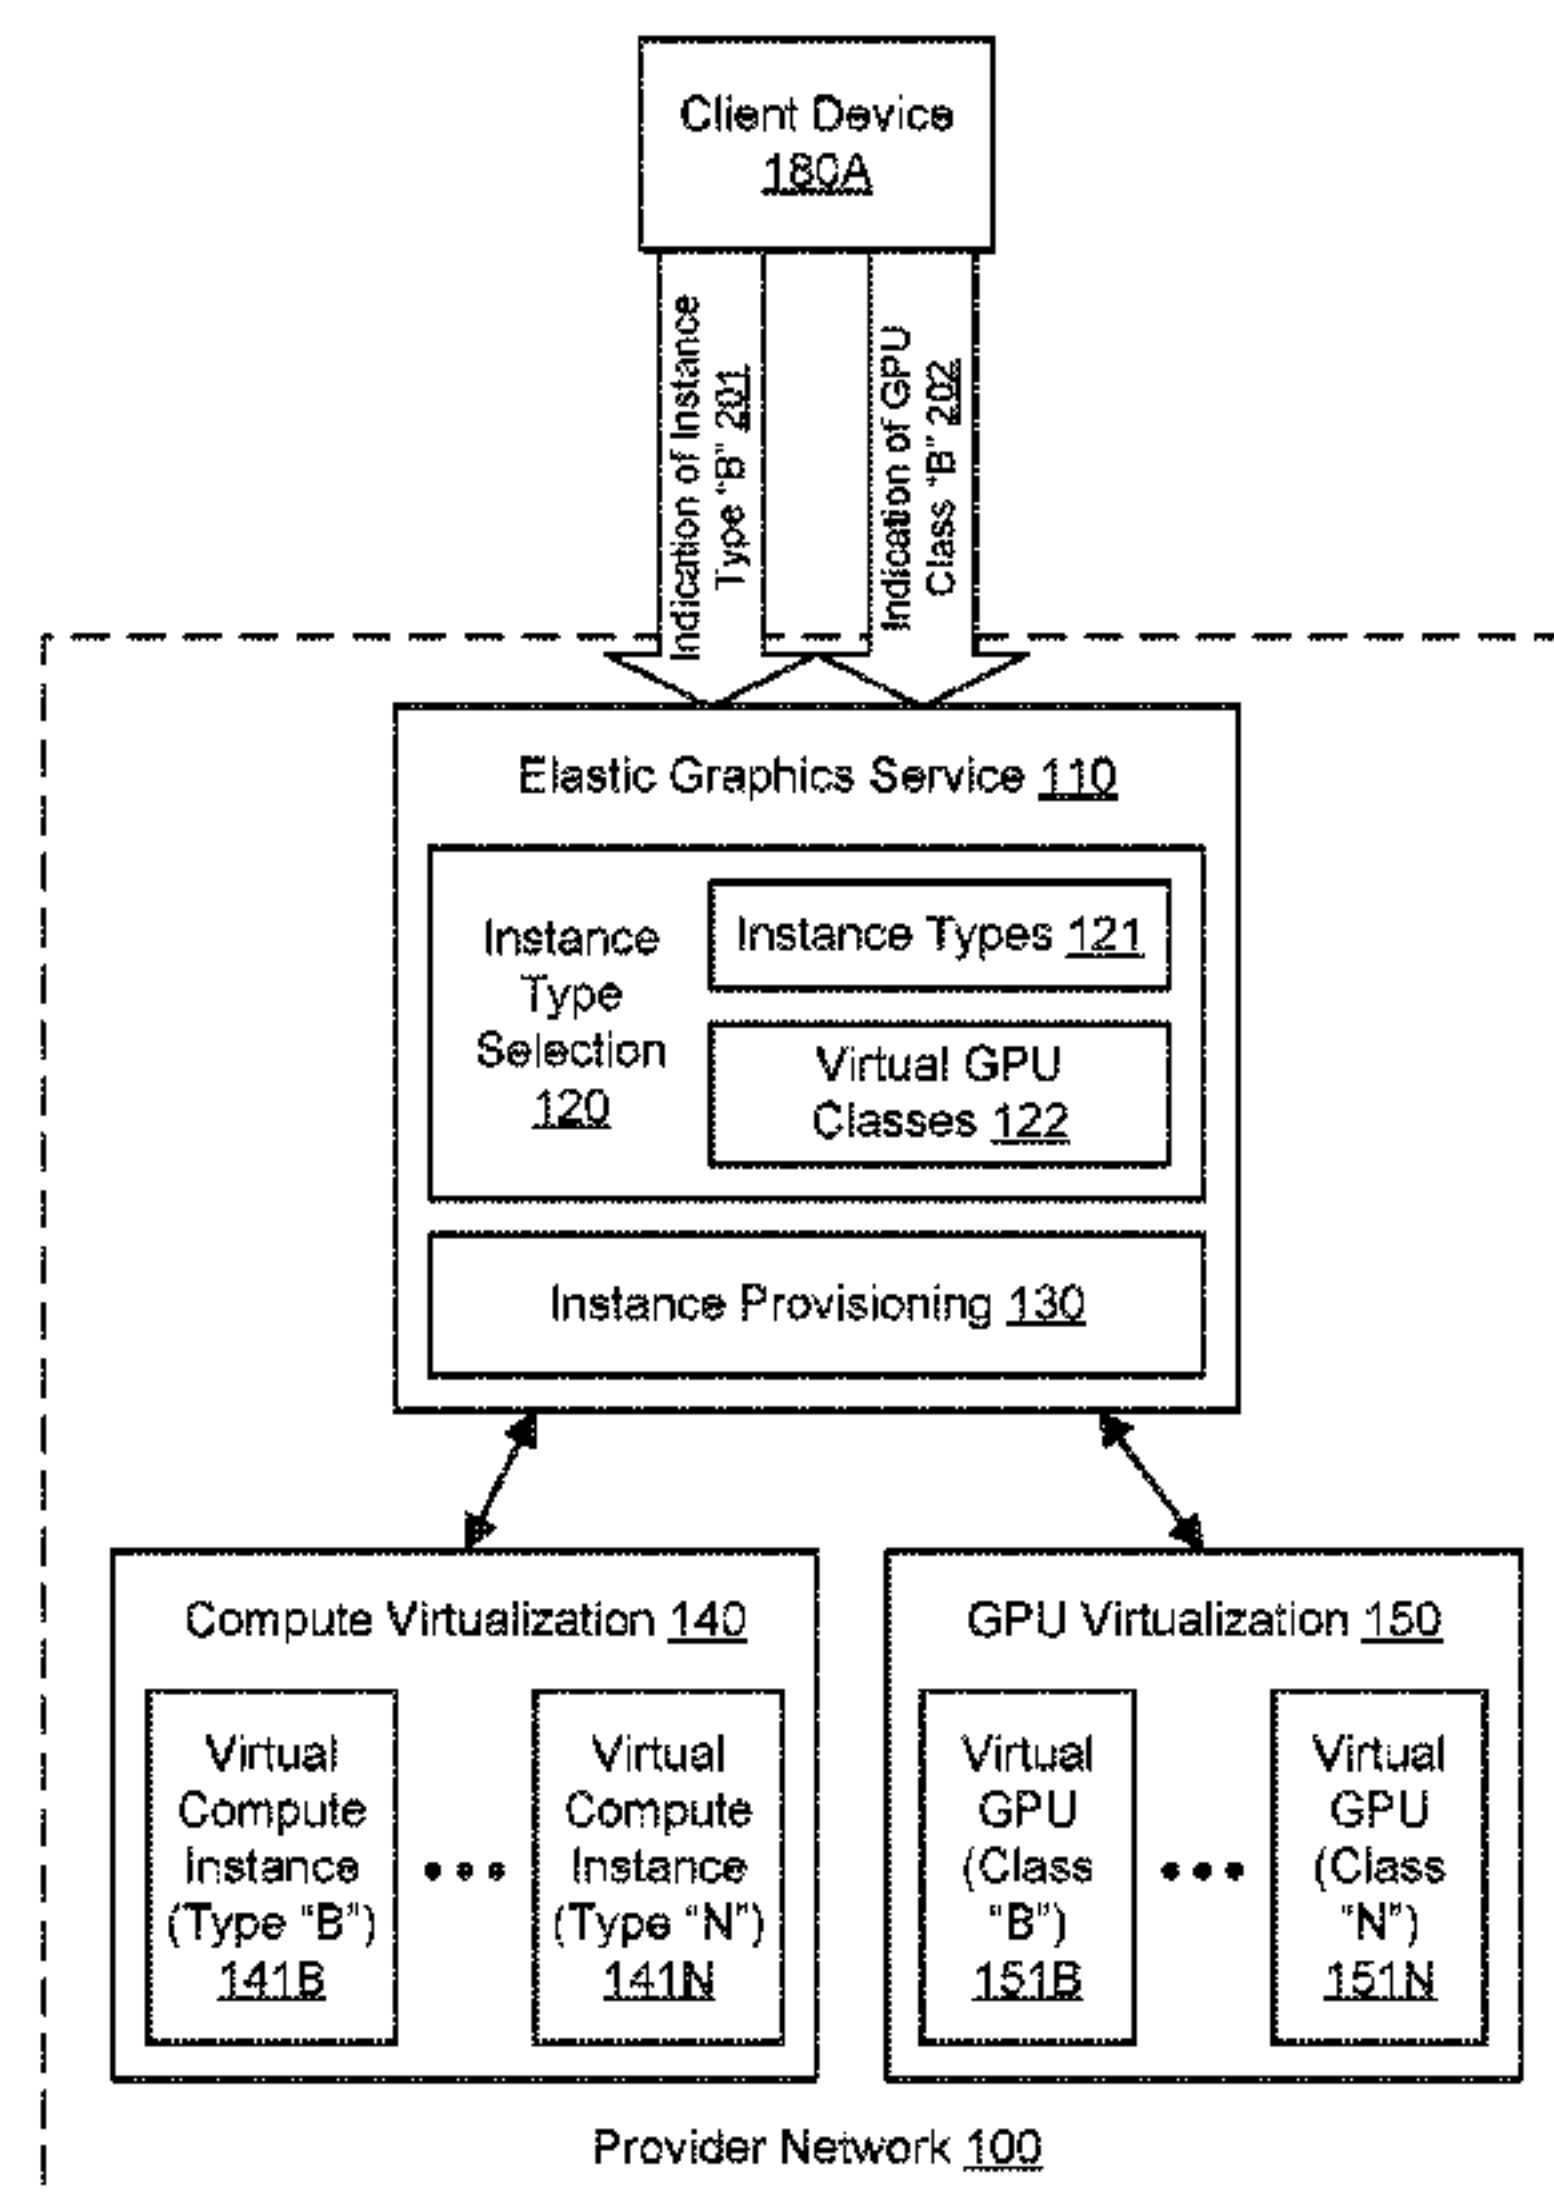 Client Device
180A
Indication of Instance
Type “B” 201
Indication of GPU
Class “B” 202
Elastic Graphics Service 110
Instance
Type
Selection
120
Instance Types 121
Virtual GPU
Classes 122
Instance Provisioning 130
Compute Virtualization 140
Virtual
Compute
Instance
(Type “B”)
141B
Virtual
Compute
Instance
(Type “N”)
141N
GPU Virtualization 150
Virtual
GPU
(Class
“B”)
151B
Virtual
GPU
(Class
“N”)
151N
Provider Network 100